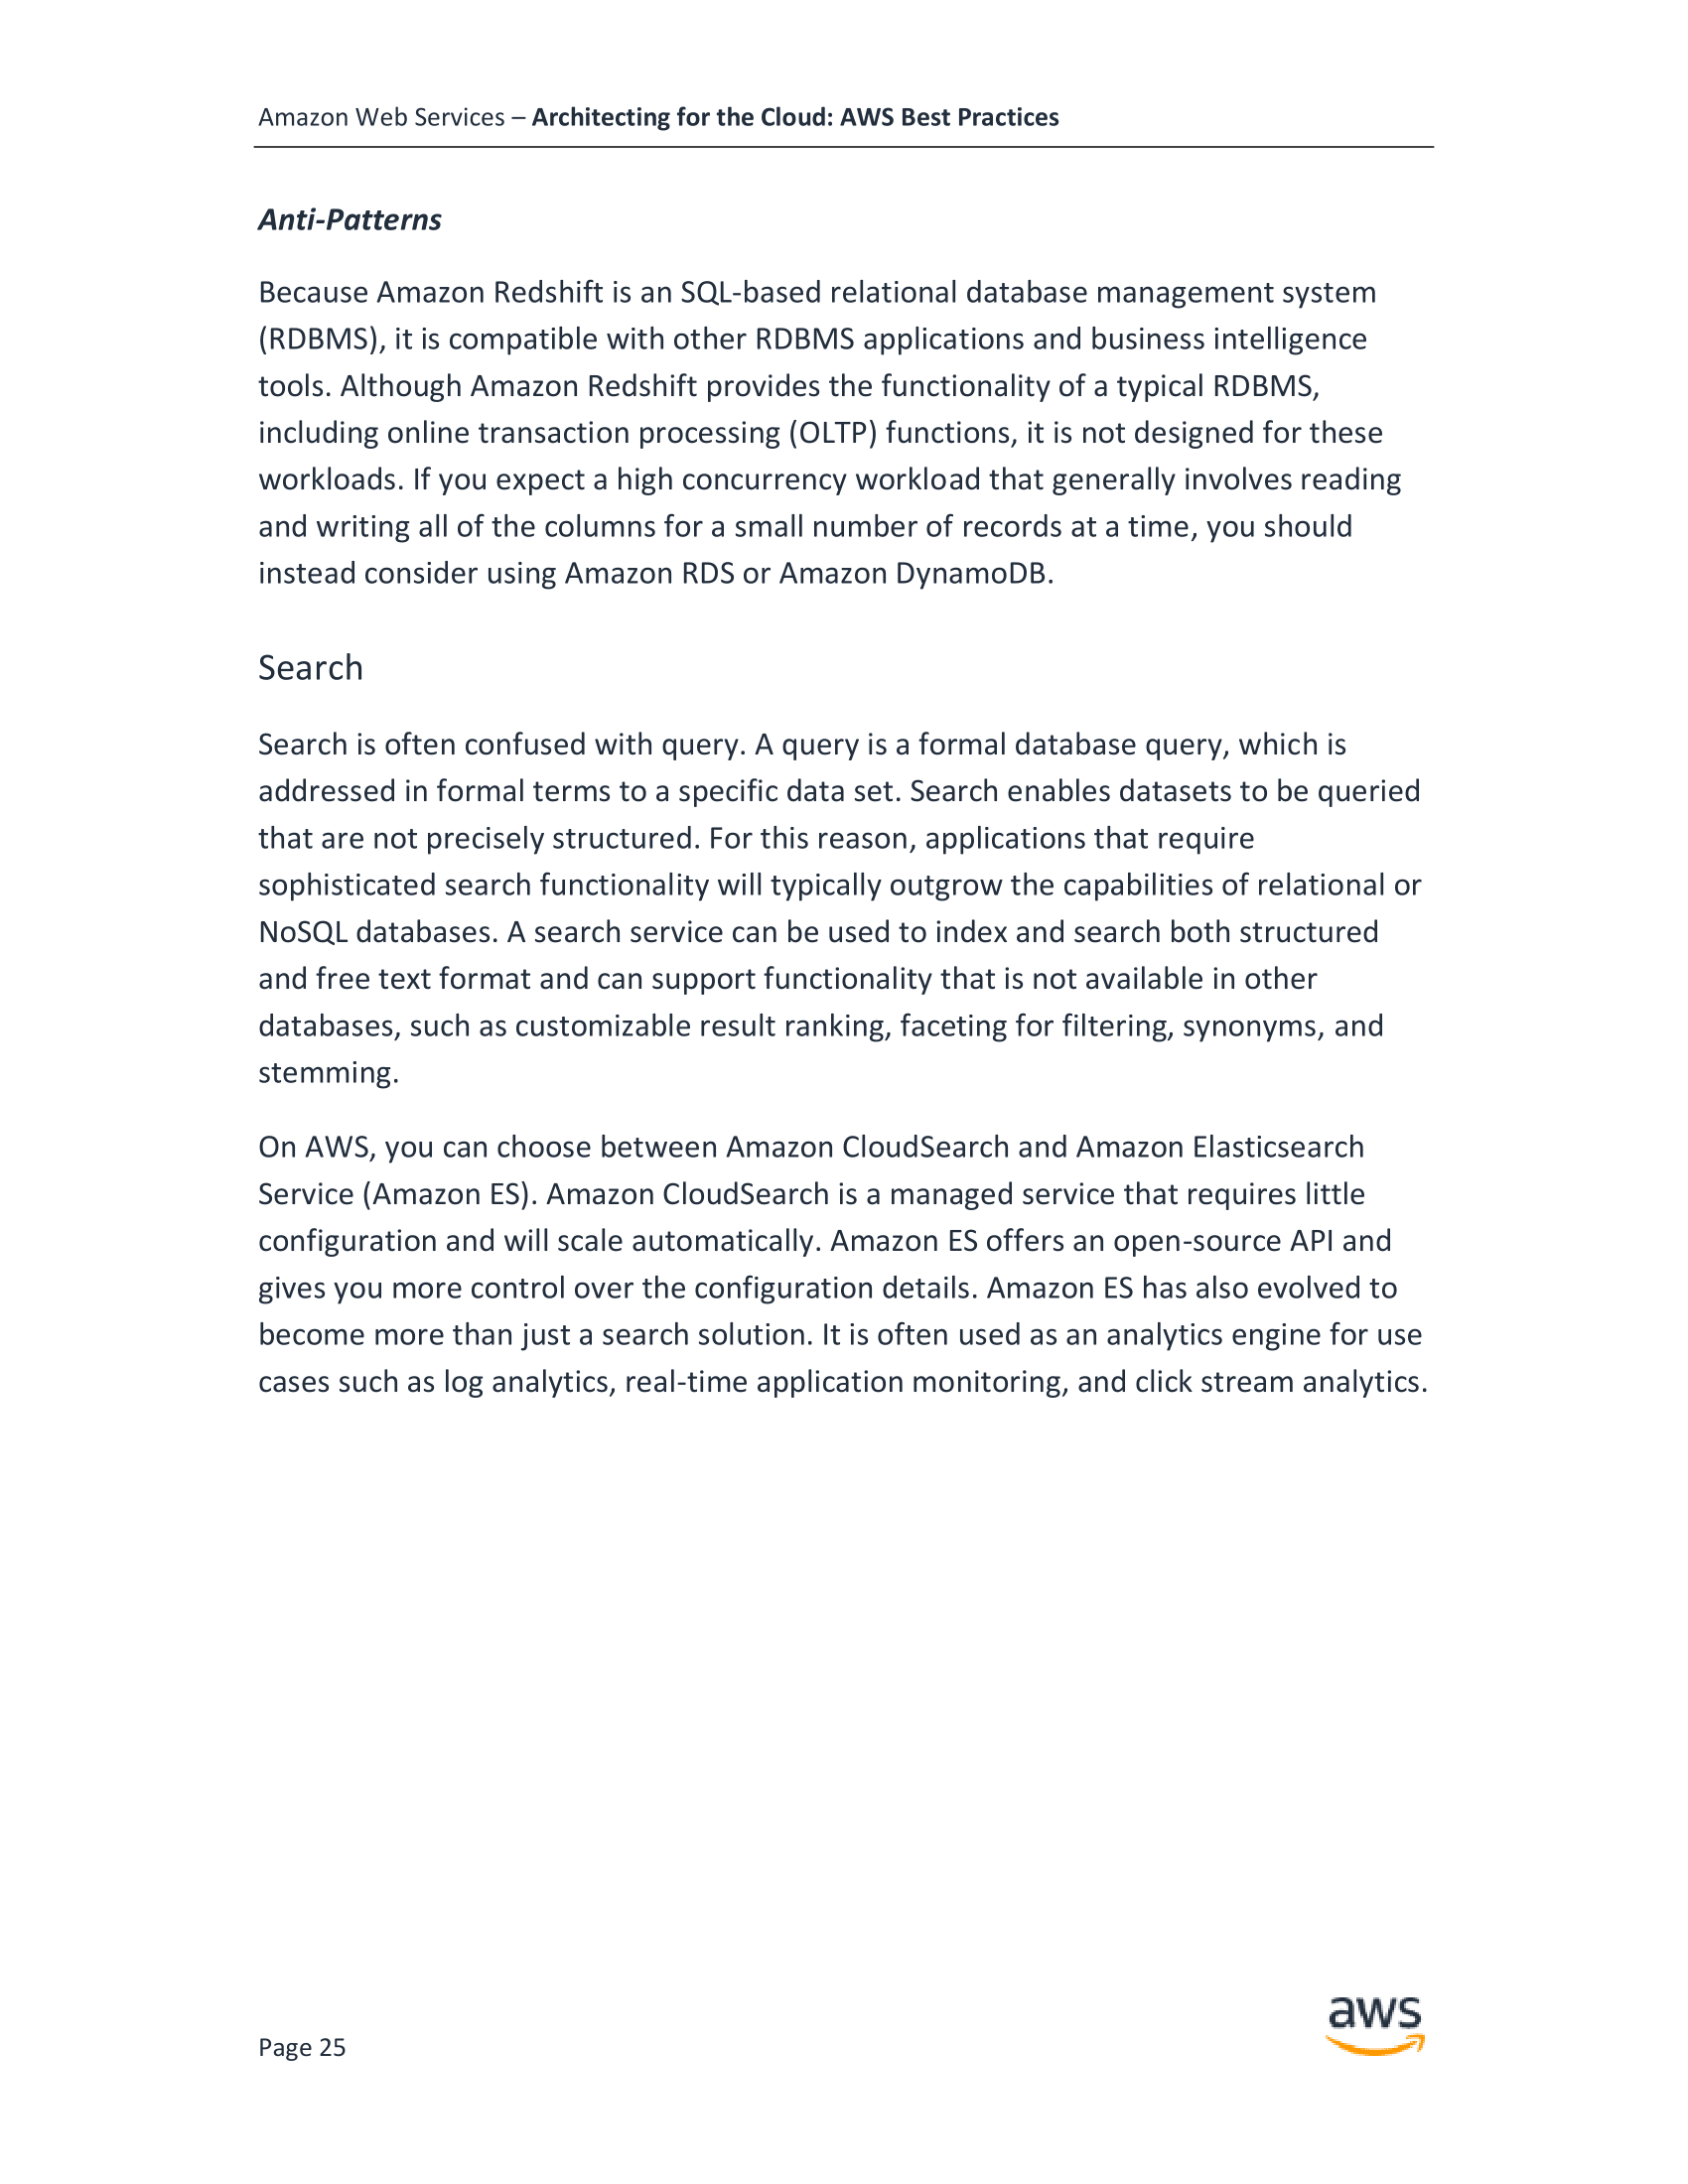 Amazon Web Services – Architecting for the Cloud: AWS Best Practices
Anti-Patterns
Because Amazon Redshift is an SQL-based relational database management system
(RDBMS), it is compatible with other RDBMS applications and business intelligence
tools. Although Amazon Redshift provides the functionality of a typical RDBMS,
including online transaction processing (OLTP) functions, it is not designed for these
workloads. If you expect a high concurrency workload that generally involves reading
and writing all of the columns for a small number of records at a time, you should
instead consider using Amazon RDS or Amazon DynamoDB.
Search
Search is often confused with query. A query is a formal database query, which is
addressed in formal terms to a specific data set. Search enables datasets to be queried
that are not precisely structured. For this reason, applications that require
sophisticated search functionality will typically outgrow the capabilities of relational or
NoSQL databases. A search service can be used to index and search both structured
and free text format and can support functionality that is not available in other
databases, such as customizable result ranking, faceting for filtering, synonyms, and
stemming.
On AWS, you can choose between Amazon CloudSearch and Amazon Elasticsearch
Service (Amazon ES). Amazon CloudSearch is a managed service that requires little
configuration and will scale automatically. Amazon ES offers an open-source API and
gives you more control over the configuration details. Amazon ES has also evolved to
become more than just a search solution. It is often used as an analytics engine for use
cases such as log analytics, real-time application monitoring, and click stream analytics.
aws
Page 25